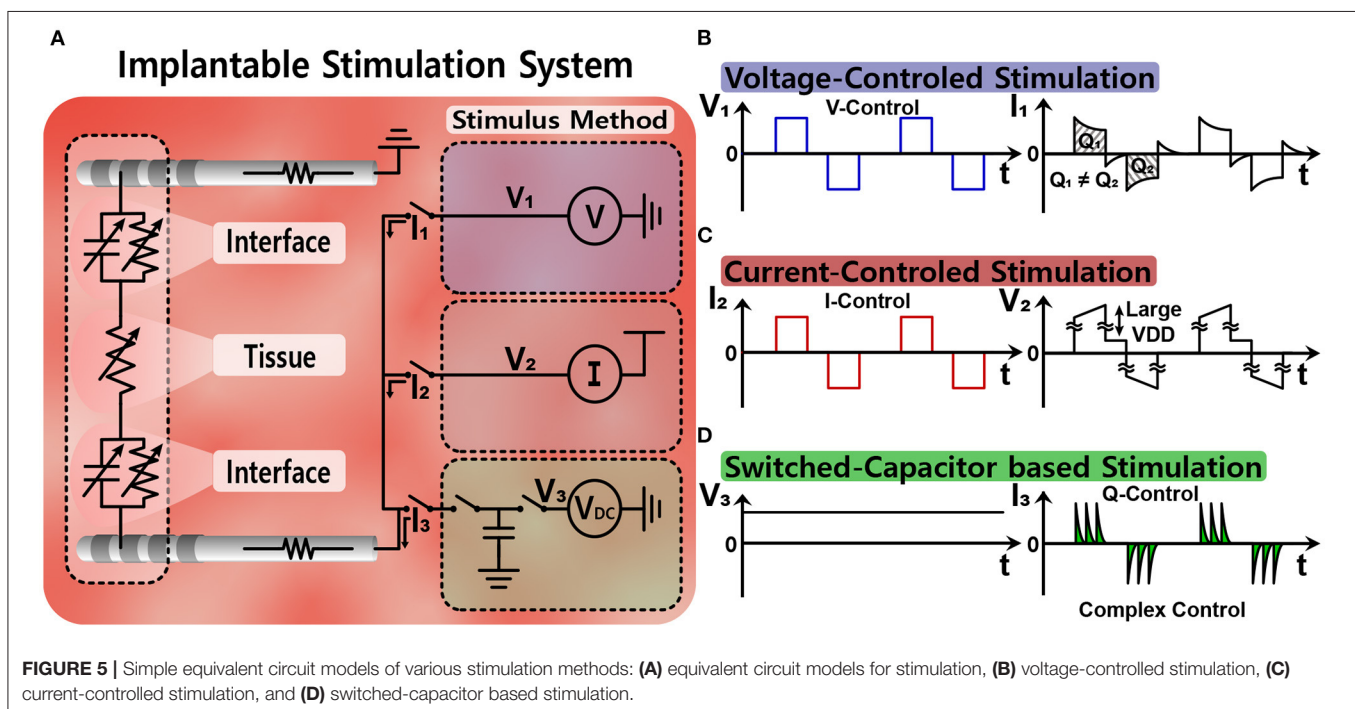 A
Implantable Stimulation System
Stimulus Method
Interface
Tissue
Interface
I₁
V₁
V
I₂
V₂
I
I₃
V₃
VDC
B
Voltage-Controled Stimulation
V₁
V-Control
0
t
I₁
0
Q₁
Q₂
Q₁ ≠ Q₂
t
C
Current-Controled Stimulation
I₂
I-Control
0
t
V₂
Large
VDD
0
t
D
Switched-Capacitor based Stimulation
V₃
0
t
I₃
Q-Control
0
t
Complex Control
FIGURE 5 | Simple equivalent circuit models of various stimulation methods: (A) equivalent circuit models for stimulation, (B) voltage-controlled stimulation, (C)
current-controlled stimulation, and (D) switched-capacitor based stimulation.